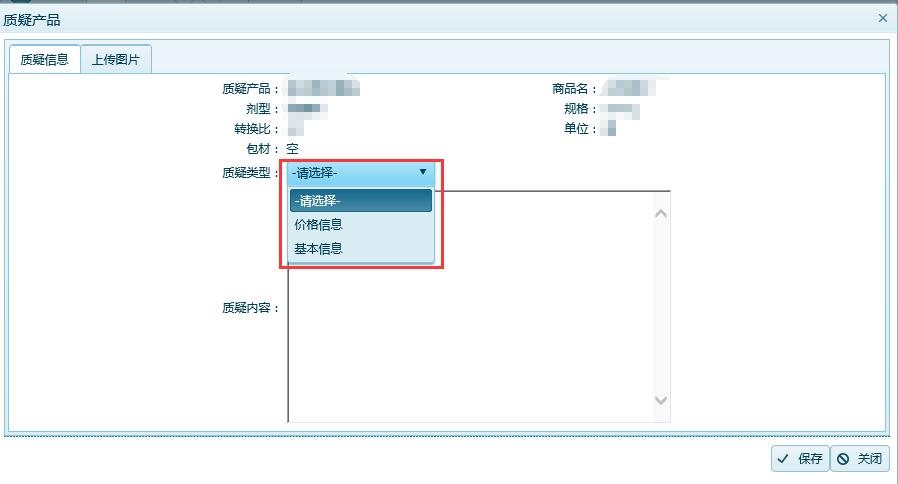 质疑产品
质疑信息 上传图片
质疑产品： 商品名：
剂型： 规格：
转换比： 单位：
包材： 空
质疑类型： -请选择-
-请选择-
价格信息
基本信息
质疑内容：
保存 关闭